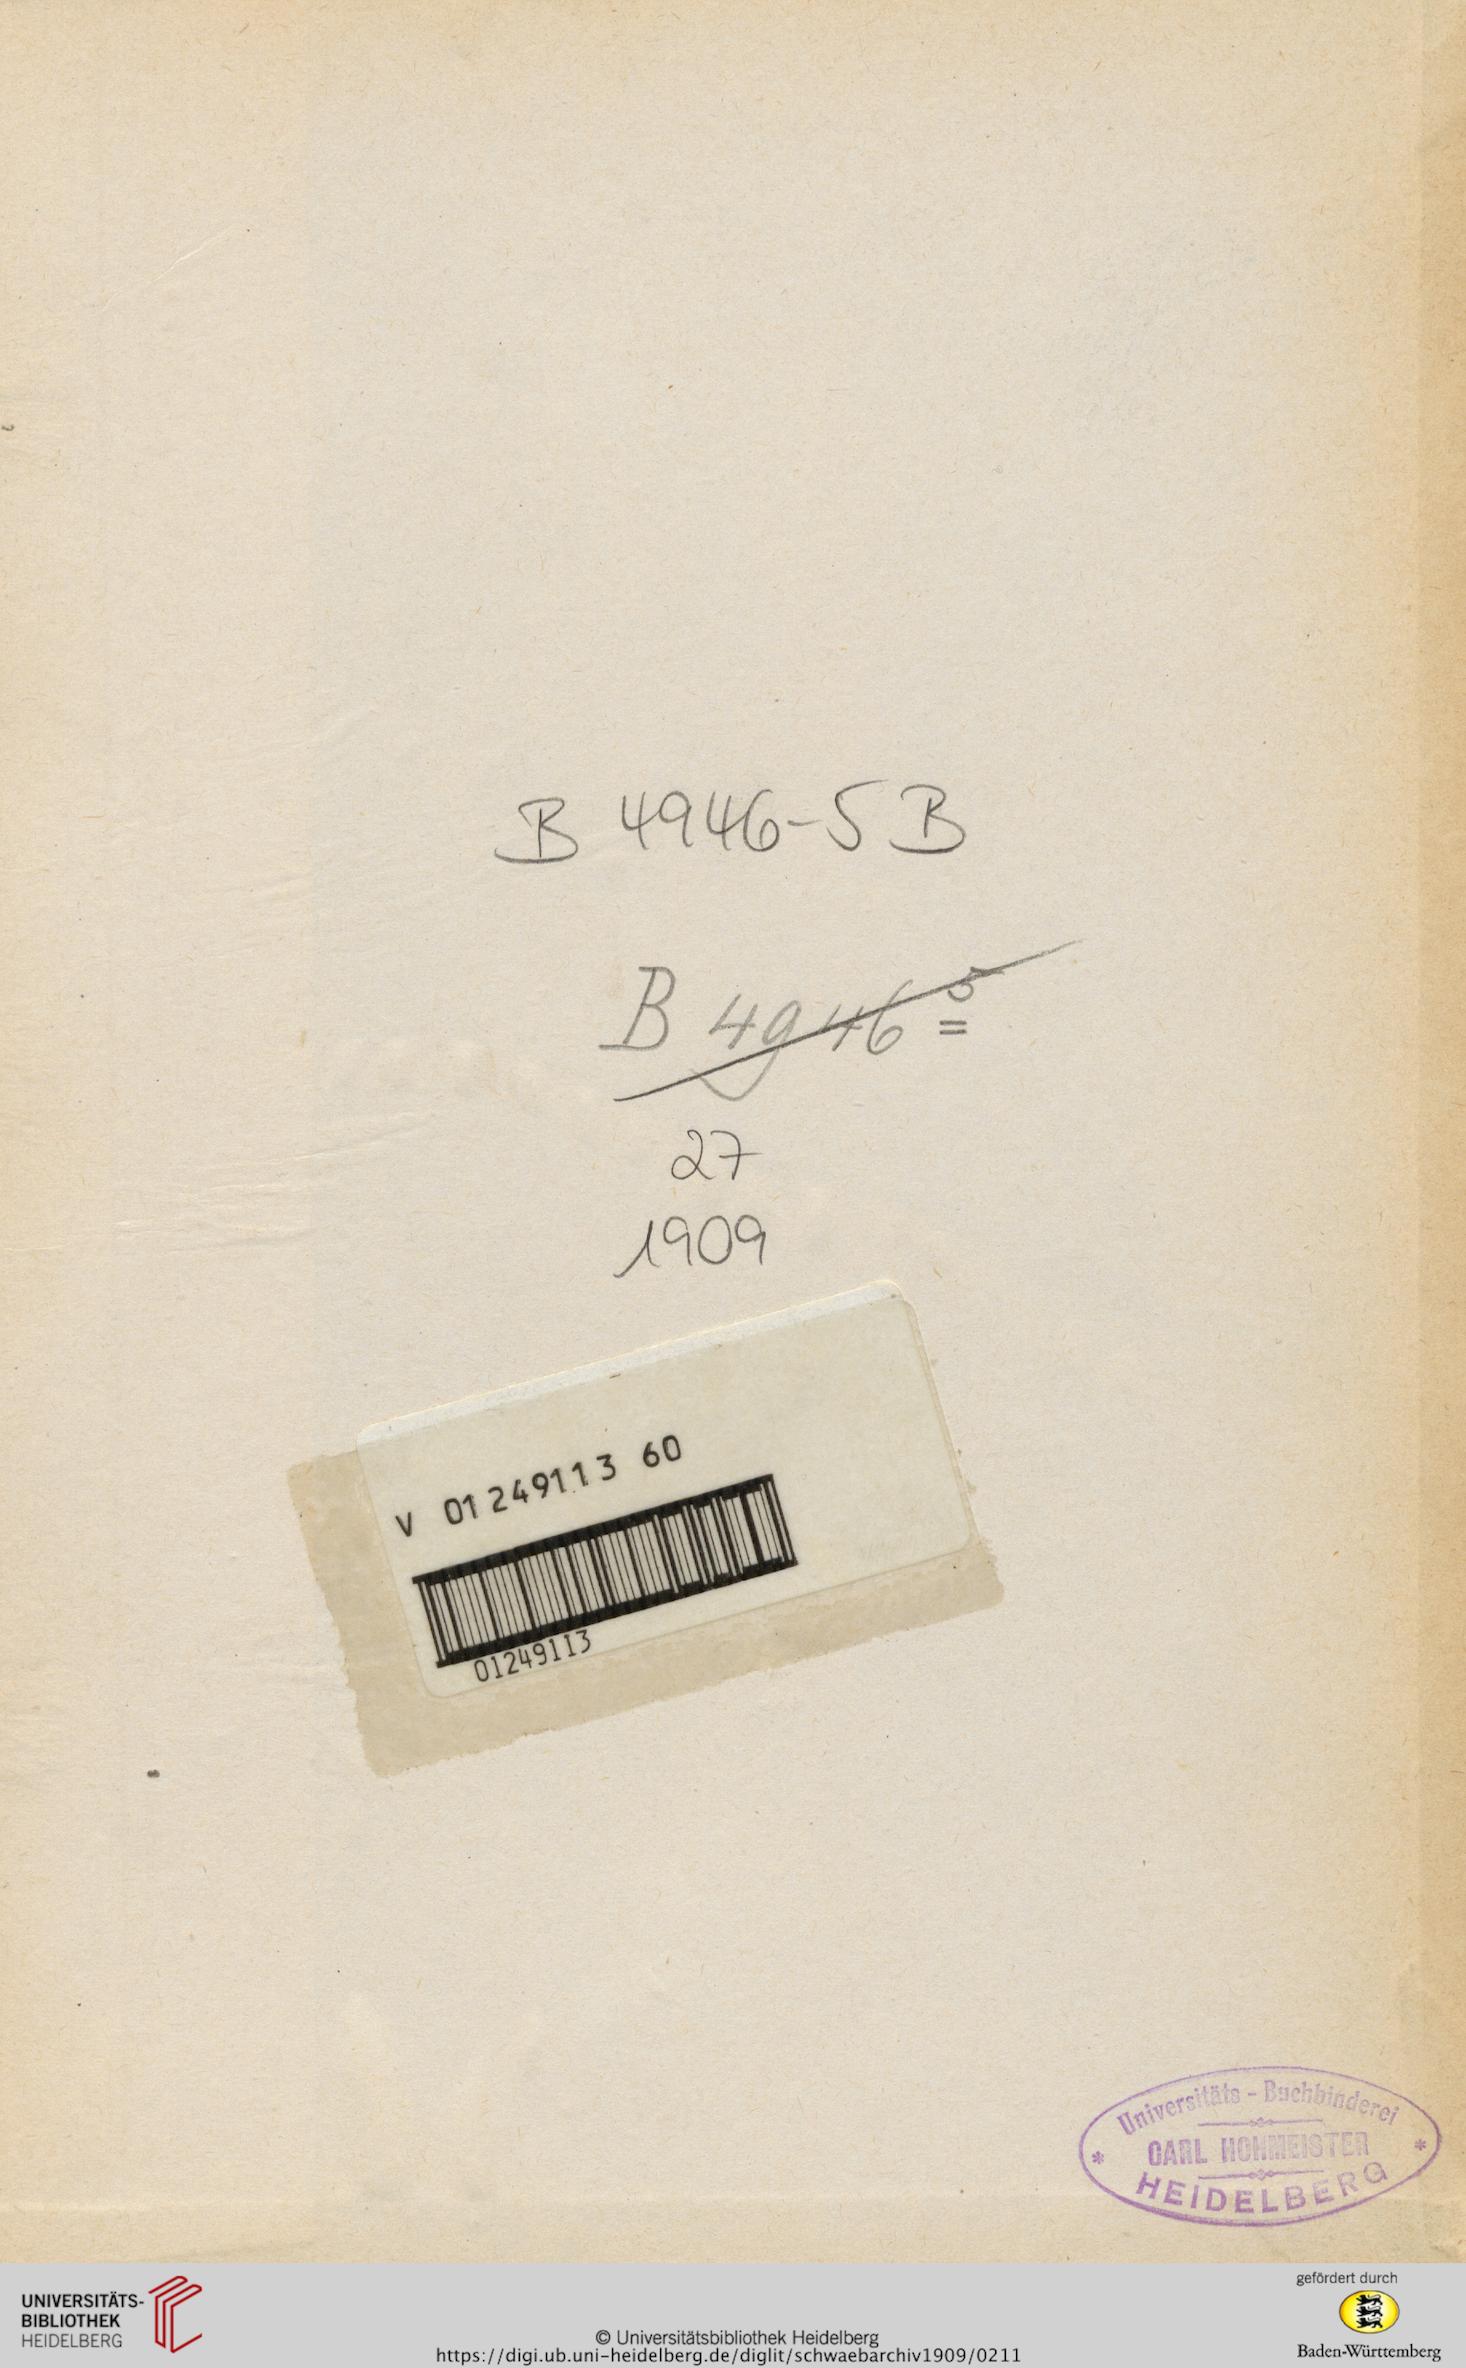 B 4946-5 B
B 4946 5
27
1909
V 01249113 60
01249113
Universitäts - Buchbinderei
CARL HOHMEISTER
HEIDELBERG
UNIVERSITÄTS-
BIBLIOTHEK
HEIDELBERG
© Universitätsbibliothek Heidelberg
https://digi.ub.uni-heidelberg.de/diglit/schwaebarchiv1909/0211
gefördert durch
Baden-Württemberg